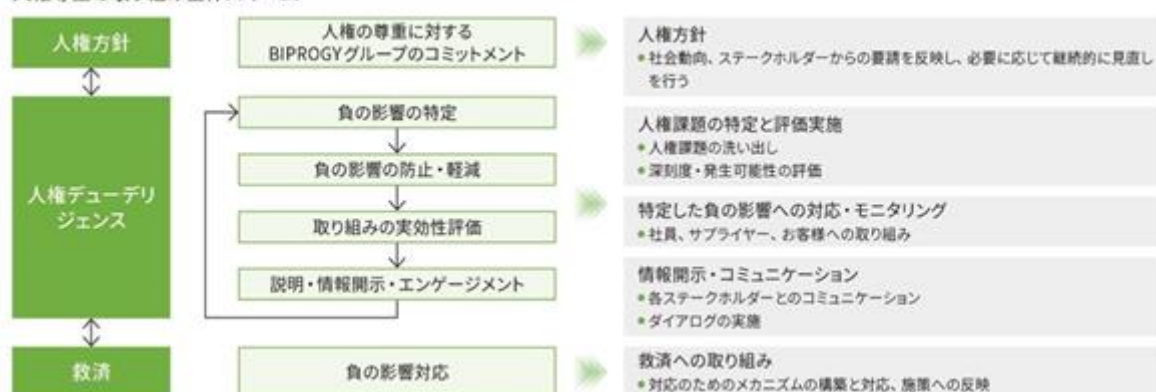 人権方針
人権の尊重に対する
BIPROGYグループのコミットメント
人権方針
•社会動向、ステークホルダーからの要請を反映し、必要に応じて継続的に見直し
を行う
人権デューデリ
ジェンス
負の影響の特定
負の影響の防止・軽減
取り組みの実効性評価
説明・情報開示・エンゲージメント
人権課題の特定と評価実施
•人権課題の洗い出し
•深刻度・発生可能性の評価
特定した負の影響への対応・モニタリング
•社員、サプライヤー、お客様への取り組み
情報開示・コミュニケーション
•各ステークホルダーとのコミュニケーション
•ダイアログの実施
救済
負の影響対応
救済への取り組み
•対応のためのメカニズムの構築と対応、施策への反映